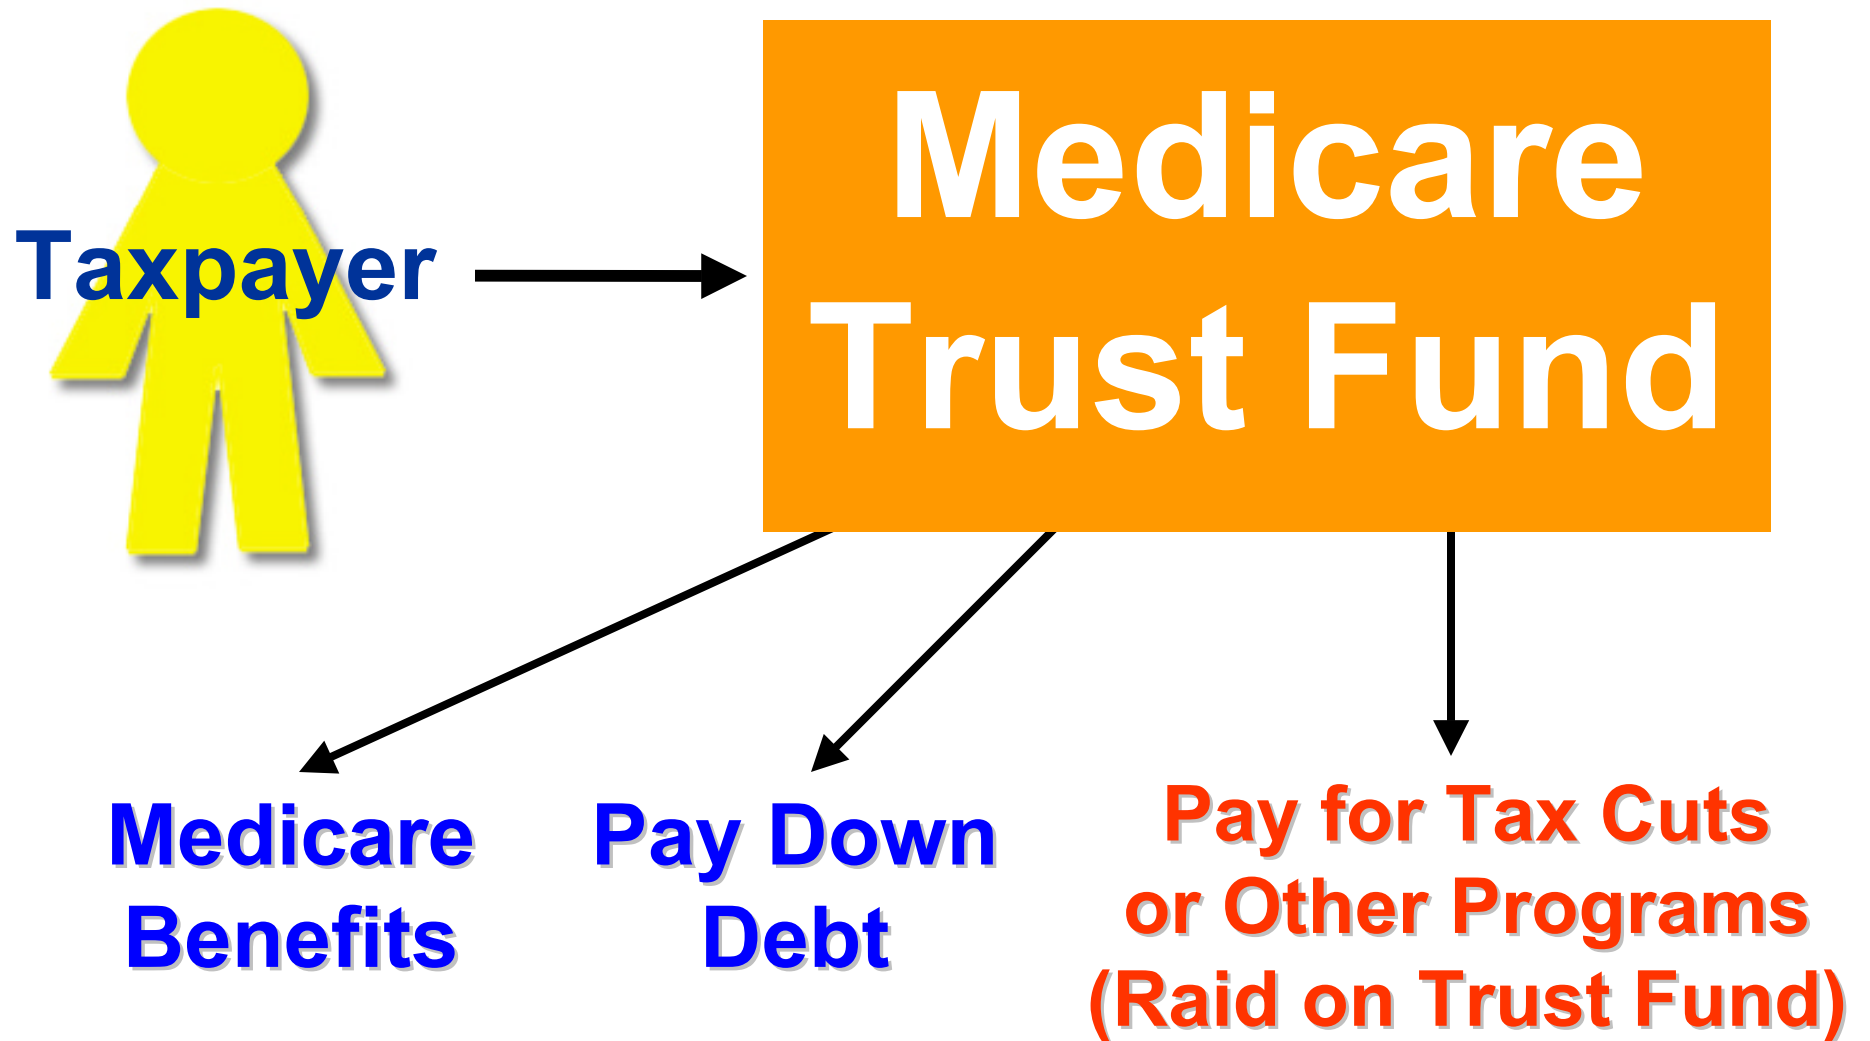 Taxpayer
Medicare
Trust Fund
Medicare
Benefits
Pay Down
Debt
Pay for Tax Cuts
or Other Programs
(Raid on Trust Fund)